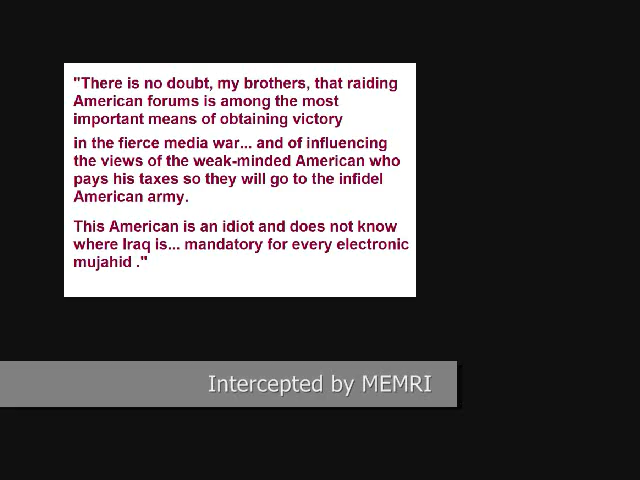 "There is no doubt, my brothers, that raiding
American forums is among the most
important means of obtaining victory
in the fierce media war... and of influencing
the views of the weak-minded American who
pays his taxes so they will go to the infidel
American army.
This American is an idiot and does not know
where Iraq is... mandatory for every electronic
mujahid ."
Intercepted by MEMRI